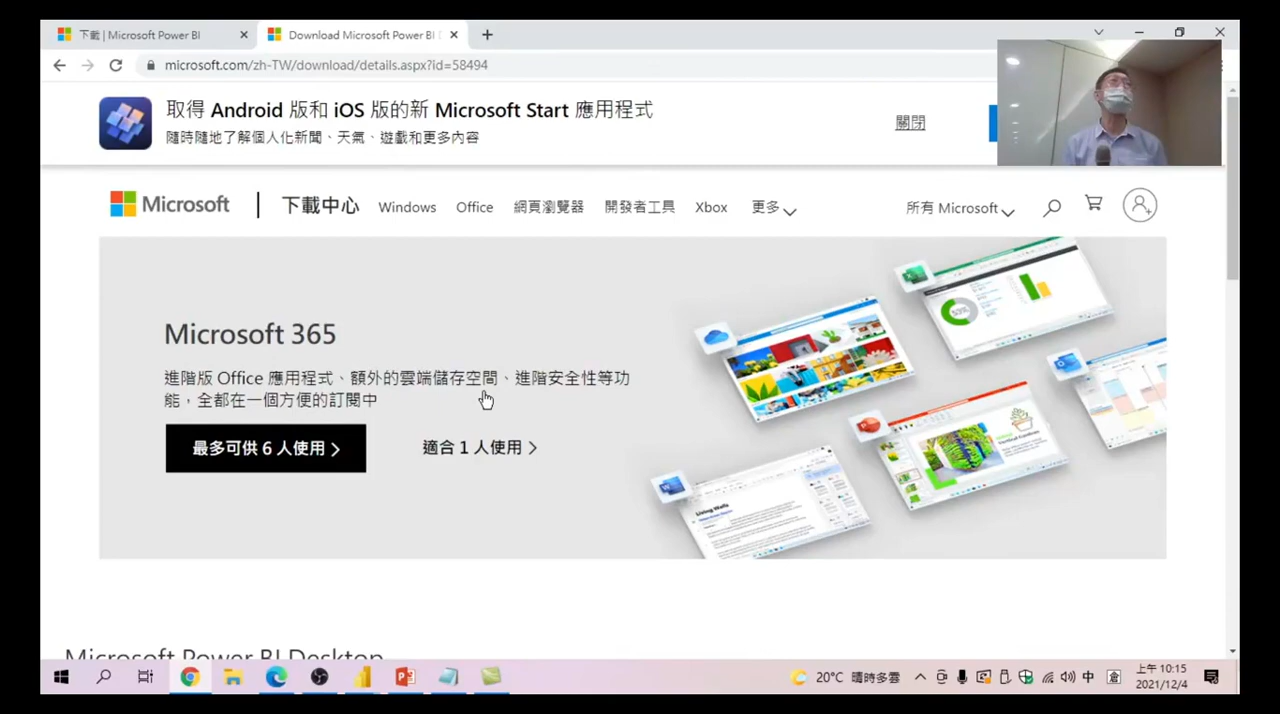 下載 | Microsoft Power BI
Download Microsoft Power BI D
microsoft.com/zh-TW/download/details.aspx?id=58494
取得 Android 版和 iOS 版的新 Microsoft Start 應用程式
隨時隨地了解個人化新聞、天氣、遊戲和更多內容
關閉
Microsoft
下載中心
Windows
Office
網頁瀏覽器
開發者工具
Xbox
更多
所有 Microsoft
Microsoft 365
進階版 Office 應用程式、額外的雲端儲存空間、進階安全性等功
能，全都在一個方便的訂閱中
最多可供 6 人使用
適合 1 人使用
Living Walls
Microsoft Power BI Desktop
20°C 晴時多雲
中
倉
上午 10:15
2021/12/4